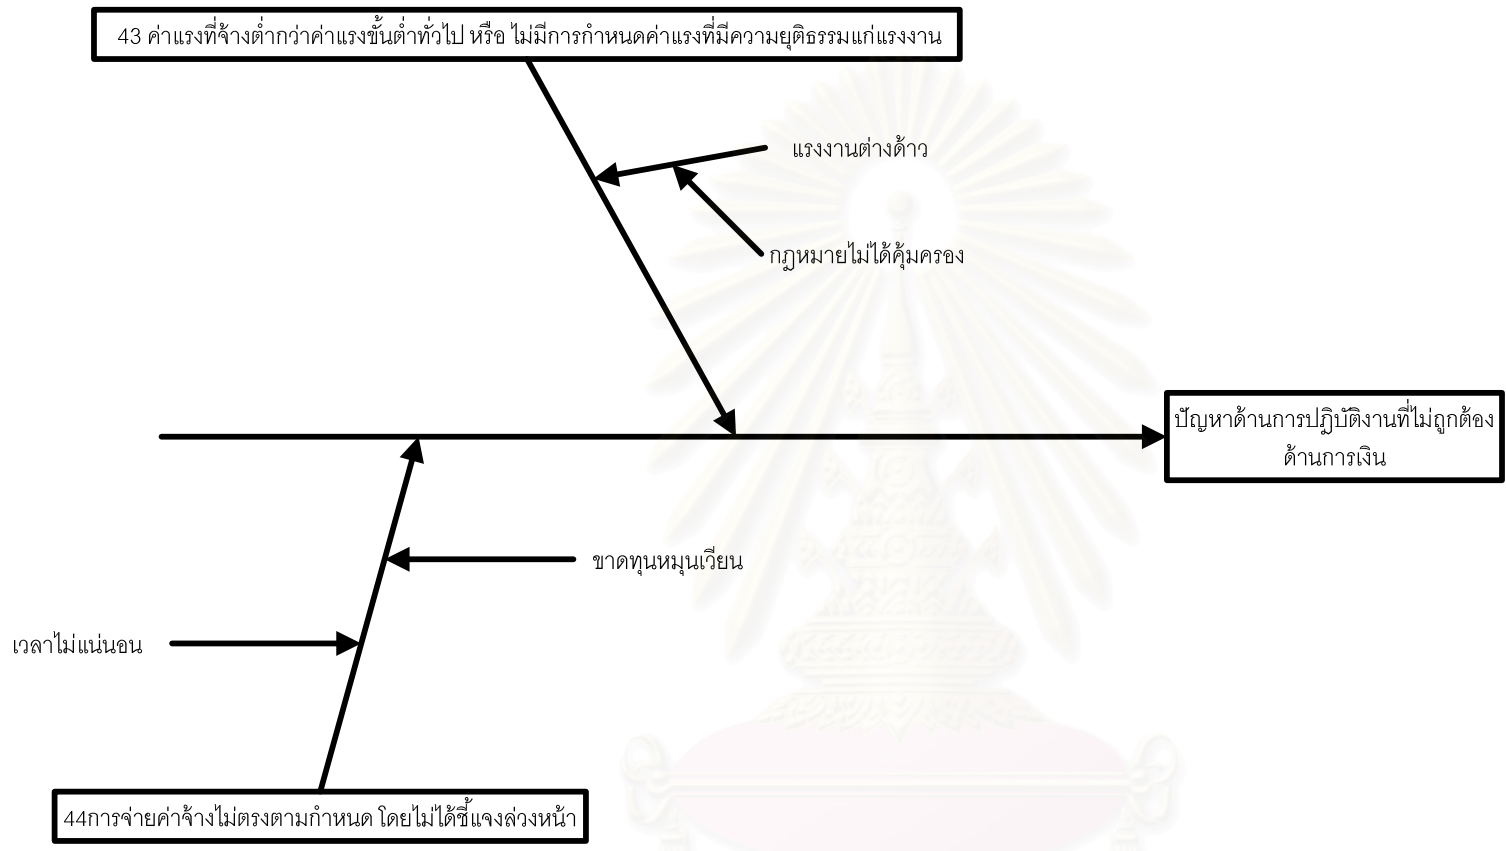 43 ค่าแรงที่จ้างต่ำกว่าค่าแรงขั้นต่ำทั่วไป หรือ ไม่มีการกำหนดค่าแรงที่มีความยุติธรรมแก่แรงงาน
แรงงานต่างด้าว
กฎหมายไม่ได้คุ้มครอง
ปัญหาด้านการปฏิบัติงานที่ไม่ถูกต้อง
ด้านการเงิน
ขาดทุนหมุนเวียน
เวลาไม่แน่นอน
44การจ่ายค่าจ้างไม่ตรงตามกำหนด โดยไม่ได้ชี้แจงล่วงหน้า